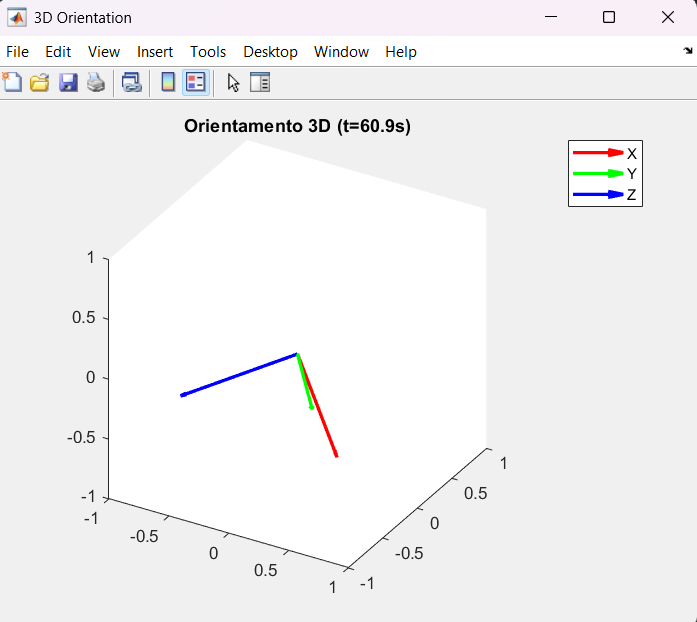 3D Orientation
File Edit View Insert Tools Desktop Window Help
Orientamento 3D (t=60.9s)
X
Y
Z
1
0.5
0
-0.5
-1
-1
-0.5
0
0.5
1
-1
-0.5
0
0.5
1